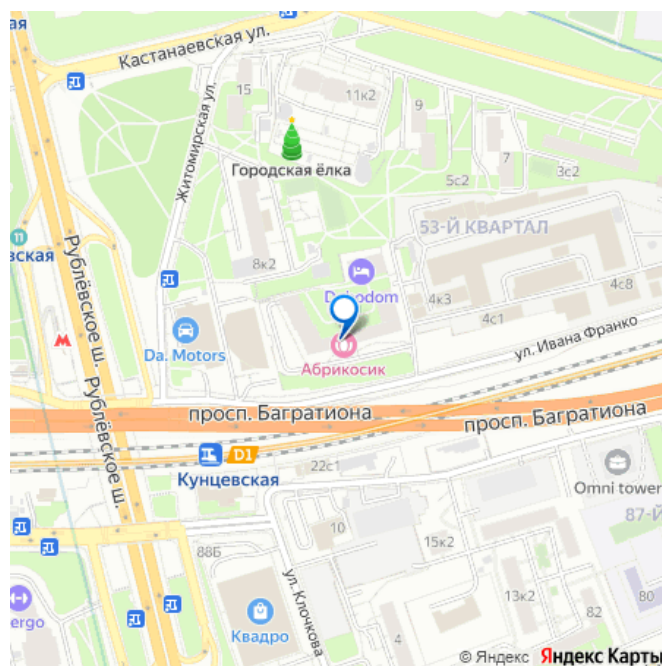 ая
Кастанаевская ул.
Житомирская ул.
15
11к2
9
Городская ёлка
7
5с2
3с2
11
вская
53-Й КВАРТАЛ
8к2
4к3
4с8
4с1
Da. Motors
Абрикосик
ул. Ивана Франко
Рублёвское ш.
Рублёвское ш.
просп. Багратиона
просп. Багратиона
D1
Кунцевская
22с1
Omni tower
10
87-Й
88Б
15к2
ул. Клочкова
13к2
80
82
ergo
Квадро
4
© Яндекс Яндекс Карты